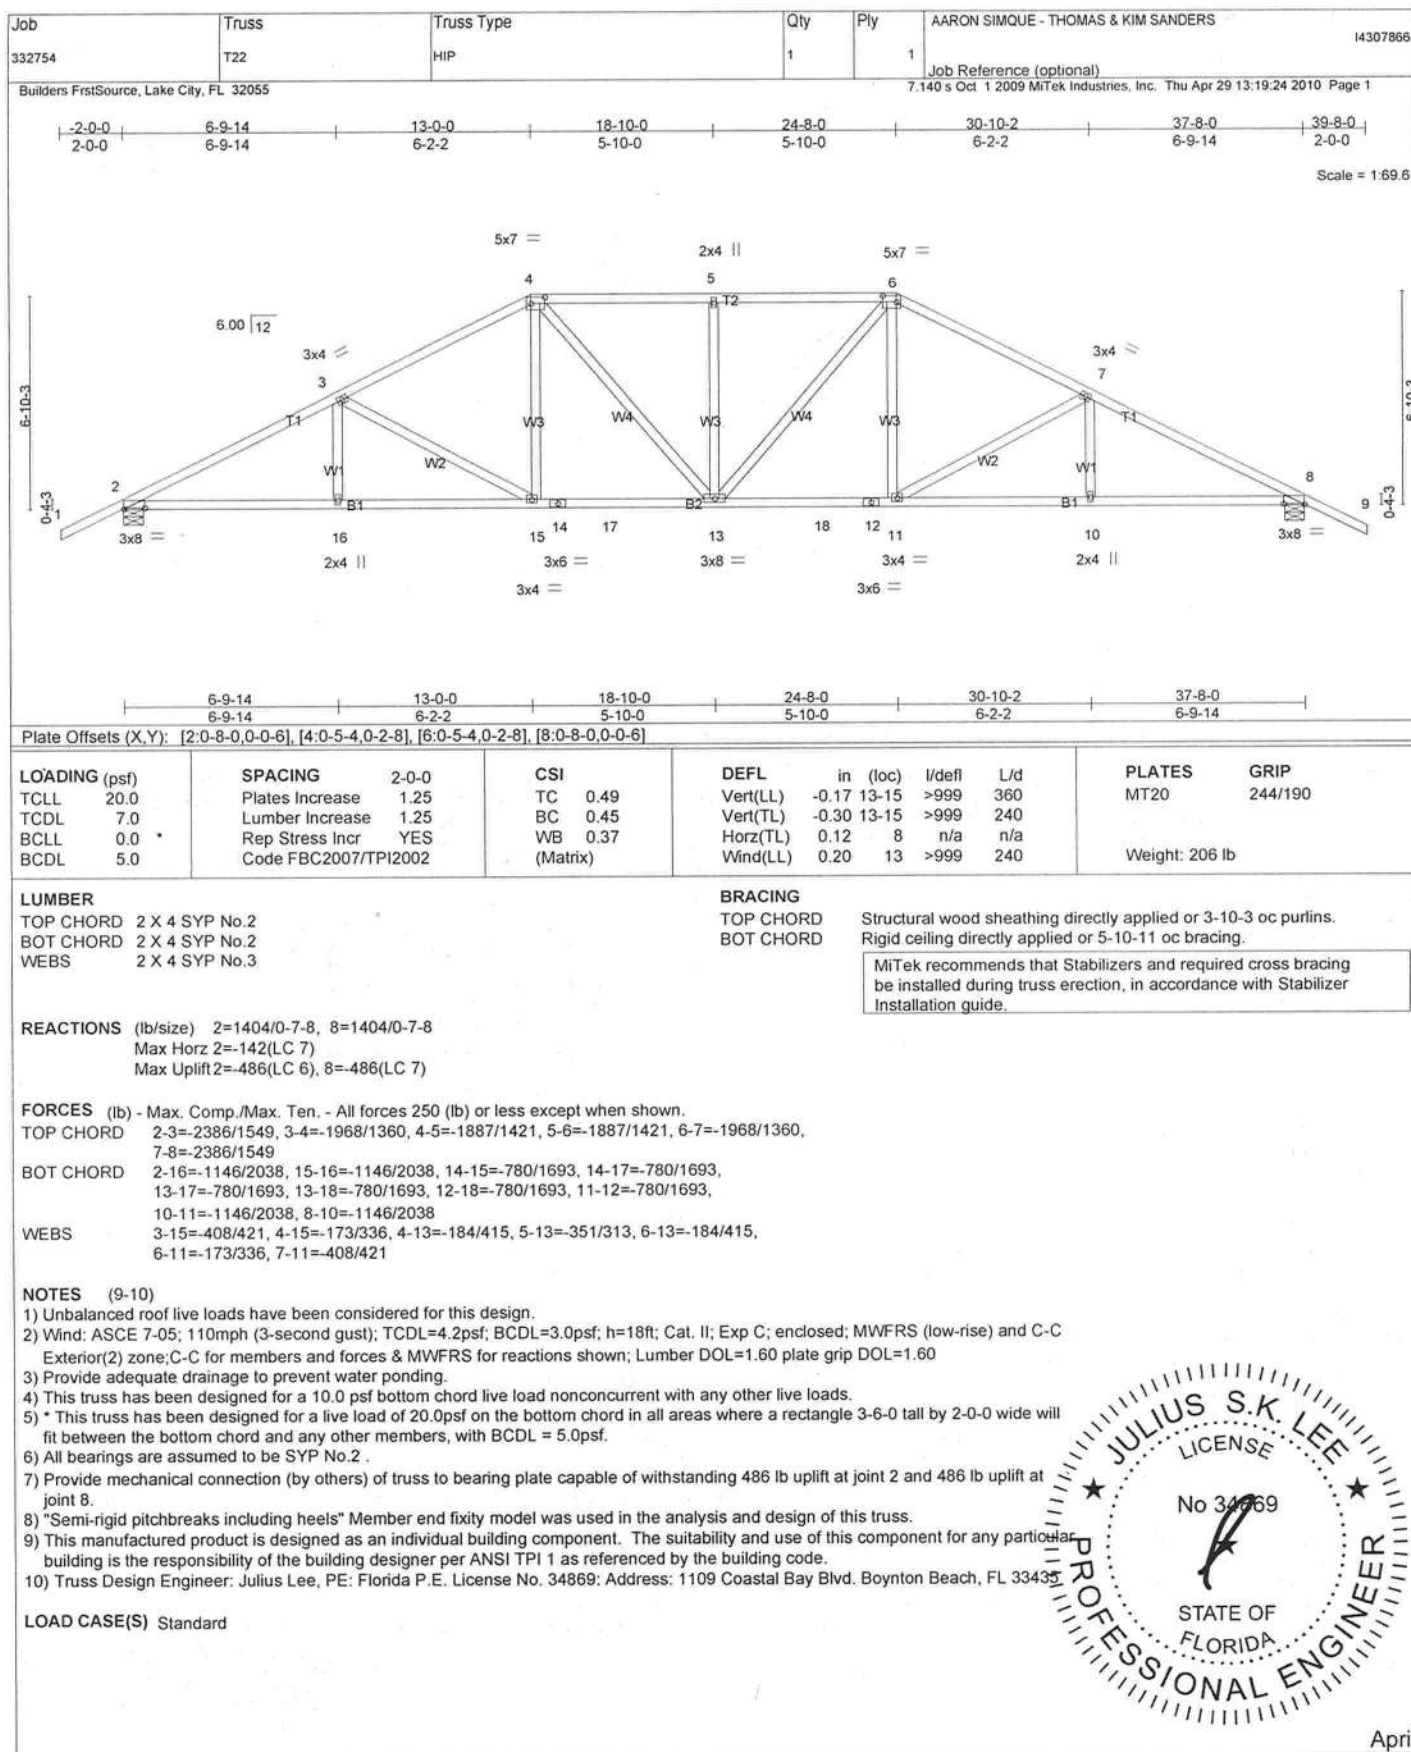 Job Truss Truss Type Qty Ply AARON SIMQUE - THOMAS & KIM SANDERS
I4307866
332754 T22 HIP 1 1
Job Reference (optional)
Builders FrstSource, Lake City, FL 32055 7.140 s Oct 1 2009 MiTek Industries, Inc. Thu Apr 29 13:19:24 2010 Page 1
-2-0-0 6-9-14 13-0-0 18-10-0 24-8-0 30-10-2 37-8-0 39-8-0
2-0-0 6-9-14 6-2-2 5-10-0 5-10-0 6-2-2 6-9-14 2-0-0
Scale = 1:69.6
5x7 = 2x4 || 5x7 =
4 5 6
T2
6.00 12
3x4 = 3x4 =
3 7
6-10-3 6-10-3
T1 W3 W4 W3 W4 W3 T1
W1 W2 W2 W1
2 8
0-4-3 1 B1 B2 B1 9 0-4-3
14 17 18 12
3x8 = 16 15 13 11 10 3x8 =
2x4 || 3x6 = 3x8 = 3x4 = 2x4 ||
3x4 = 3x6 =
6-9-14 13-0-0 18-10-0 24-8-0 30-10-2 37-8-0
6-9-14 6-2-2 5-10-0 5-10-0 6-2-2 6-9-14
Plate Offsets (X,Y): [2:0-8-0,0-0-6], [4:0-5-4,0-2-8], [6:0-5-4,0-2-8], [8:0-8-0,0-0-6]
LOADING (psf) SPACING 2-0-0 CSI DEFL in (loc) l/defl L/d PLATES GRIP
TCLL 20.0 Plates Increase 1.25 TC 0.49 Vert(LL) -0.17 13-15 >999 360 MT20 244/190
TCDL 7.0 Lumber Increase 1.25 BC 0.45 Vert(TL) -0.30 13-15 >999 240
BCLL 0.0 * Rep Stress Incr YES WB 0.37 Horz(TL) 0.12 8 n/a n/a
BCDL 5.0 Code FBC2007/TPI2002 (Matrix) Wind(LL) 0.20 13 >999 240 Weight: 206 lb
LUMBER BRACING
TOP CHORD 2 X 4 SYP No.2 TOP CHORD Structural wood sheathing directly applied or 3-10-3 oc purlins.
BOT CHORD 2 X 4 SYP No.2 BOT CHORD Rigid ceiling directly applied or 5-10-11 oc bracing.
WEBS 2 X 4 SYP No.3
MiTek recommends that Stabilizers and required cross bracing
be installed during truss erection, in accordance with Stabilizer
Installation guide.
REACTIONS (lb/size) 2=1404/0-7-8, 8=1404/0-7-8
Max Horz 2=-142(LC 7)
Max Uplift 2=-486(LC 6), 8=-486(LC 7)
FORCES (lb) - Max. Comp./Max. Ten. - All forces 250 (lb) or less except when shown.
TOP CHORD 2-3=-2386/1549, 3-4=-1968/1360, 4-5=-1887/1421, 5-6=-1887/1421, 6-7=-1968/1360,
7-8=-2386/1549
BOT CHORD 2-16=-1146/2038, 15-16=-1146/2038, 14-15=-780/1693, 14-17=-780/1693,
13-17=-780/1693, 13-18=-780/1693, 12-18=-780/1693, 11-12=-780/1693,
10-11=-1146/2038, 8-10=-1146/2038
WEBS 3-15=-408/421, 4-15=-173/336, 4-13=-184/415, 5-13=-351/313, 6-13=-184/415,
6-11=-173/336, 7-11=-408/421
NOTES (9-10)
1) Unbalanced roof live loads have been considered for this design.
2) Wind: ASCE 7-05; 110mph (3-second gust); TCDL=4.2psf; BCDL=3.0psf; h=18ft; Cat. II; Exp C; enclosed; MWFRS (low-rise) and C-C
Exterior(2) zone;C-C for members and forces & MWFRS for reactions shown; Lumber DOL=1.60 plate grip DOL=1.60
3) Provide adequate drainage to prevent water ponding.
4) This truss has been designed for a 10.0 psf bottom chord live load nonconcurrent with any other live loads.
5) * This truss has been designed for a live load of 20.0psf on the bottom chord in all areas where a rectangle 3-6-0 tall by 2-0-0 wide will
fit between the bottom chord and any other members, with BCDL = 5.0psf.
6) All bearings are assumed to be SYP No.2 .
7) Provide mechanical connection (by others) of truss to bearing plate capable of withstanding 486 lb uplift at joint 2 and 486 lb uplift at
joint 8.
8) "Semi-rigid pitchbreaks including heels" Member end fixity model was used in the analysis and design of this truss.
9) This manufactured product is designed as an individual building component. The suitability and use of this component for any particular
building is the responsibility of the building designer per ANSI TPI 1 as referenced by the building code.
10) Truss Design Engineer: Julius Lee, PE: Florida P.E. License No. 34869: Address: 1109 Coastal Bay Blvd. Boynton Beach, FL 33435
LOAD CASE(S) Standard
JULIUS S.K. LEE
LICENSE
No 34869
STATE OF
FLORIDA
PROFESSIONAL ENGINEER
Apri